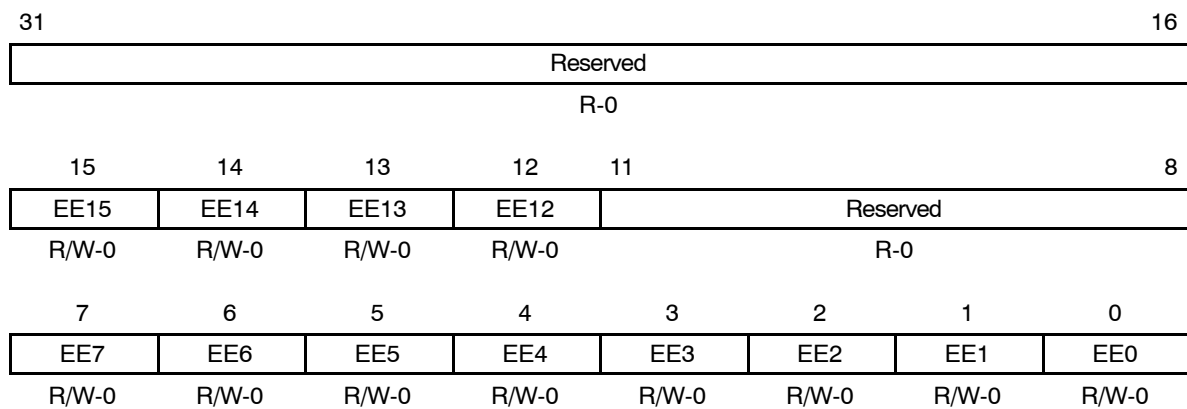 31 16
Reserved
R-0
15 14 13 12 11 8
EE15 EE14 EE13 EE12 Reserved
R/W-0 R/W-0 R/W-0 R/W-0 R-0
7 6 5 4 3 2 1 0
EE7 EE6 EE5 EE4 EE3 EE2 EE1 EE0
R/W-0 R/W-0 R/W-0 R/W-0 R/W-0 R/W-0 R/W-0 R/W-0